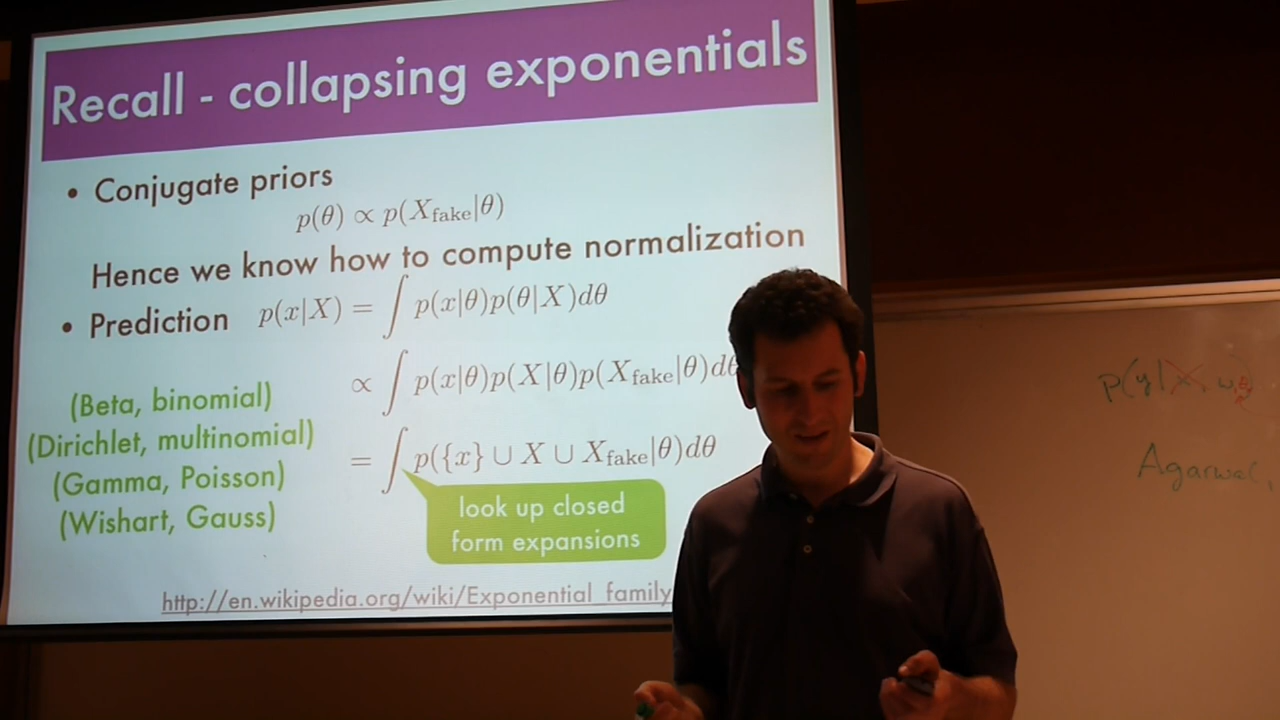 Recall - collapsing exponentials
• Conjugate priors
p(θ) ∝ p(X_fake|θ)
Hence we know how to compute normalization
• Prediction p(x|X) = ∫ p(x|θ)p(θ|X)dθ
∝ ∫ p(x|θ)p(X|θ)p(X_fake|θ)dθ
= ∫ p({x} ∪ X ∪ X_fake|θ)dθ
(Beta, binomial)
(Dirichlet, multinomial)
(Gamma, Poisson)
(Wishart, Gauss)
look up closed
form expansions
http://en.wikipedia.org/wiki/Exponential_family
Agarwal,